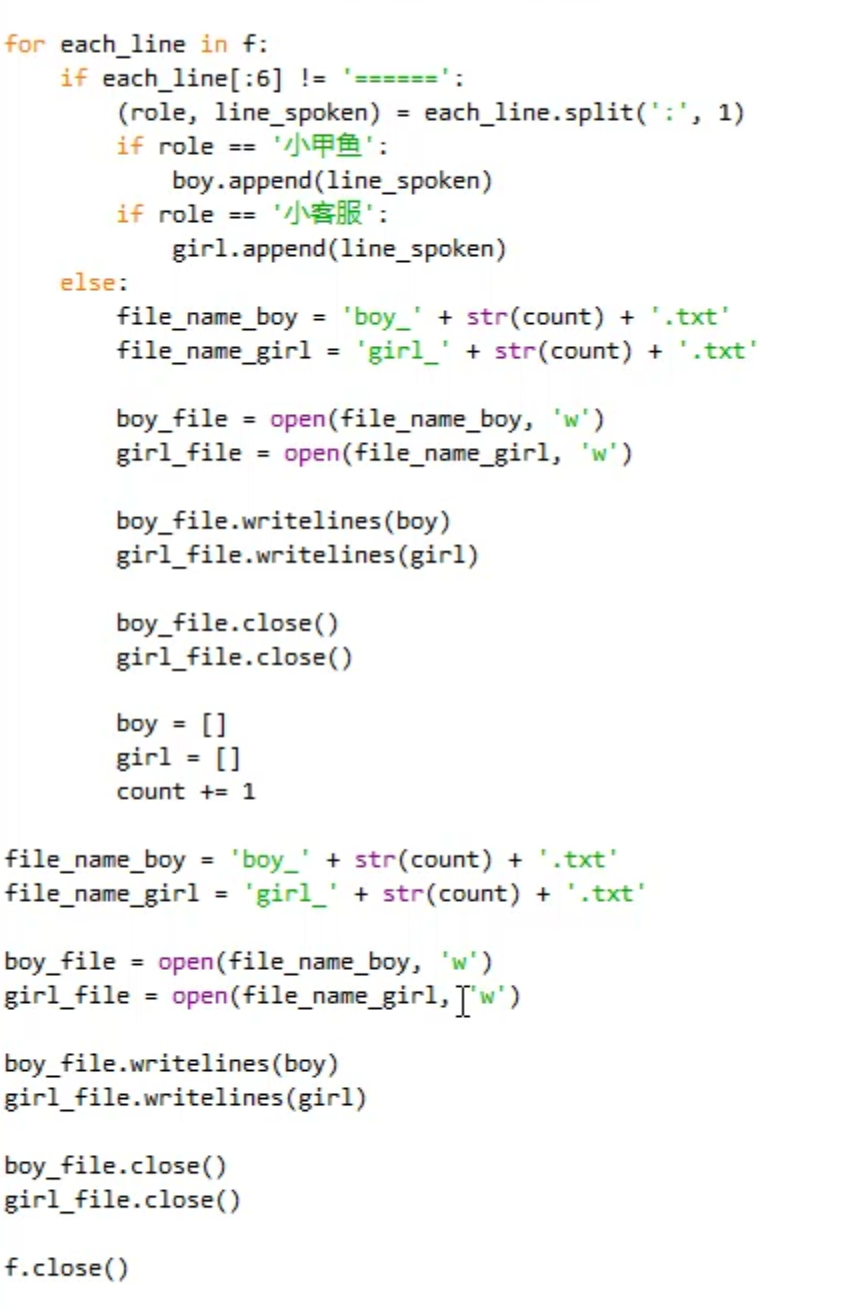 for each_line in f:
    if each_line[:6] != '======':
        (role, line_spoken) = each_line.split(':', 1)
        if role == '小甲鱼':
            boy.append(line_spoken)
        if role == '小客服':
            girl.append(line_spoken)
    else:
        file_name_boy = 'boy_' + str(count) + '.txt'
        file_name_girl = 'girl_' + str(count) + '.txt'

        boy_file = open(file_name_boy, 'w')
        girl_file = open(file_name_girl, 'w')

        boy_file.writelines(boy)
        girl_file.writelines(girl)

        boy_file.close()
        girl_file.close()

        boy = []
        girl = []
        count += 1

file_name_boy = 'boy_' + str(count) + '.txt'
file_name_girl = 'girl_' + str(count) + '.txt'

boy_file = open(file_name_boy, 'w')
girl_file = open(file_name_girl, 'w')

boy_file.writelines(boy)
girl_file.writelines(girl)

boy_file.close()
girl_file.close()

f.close()